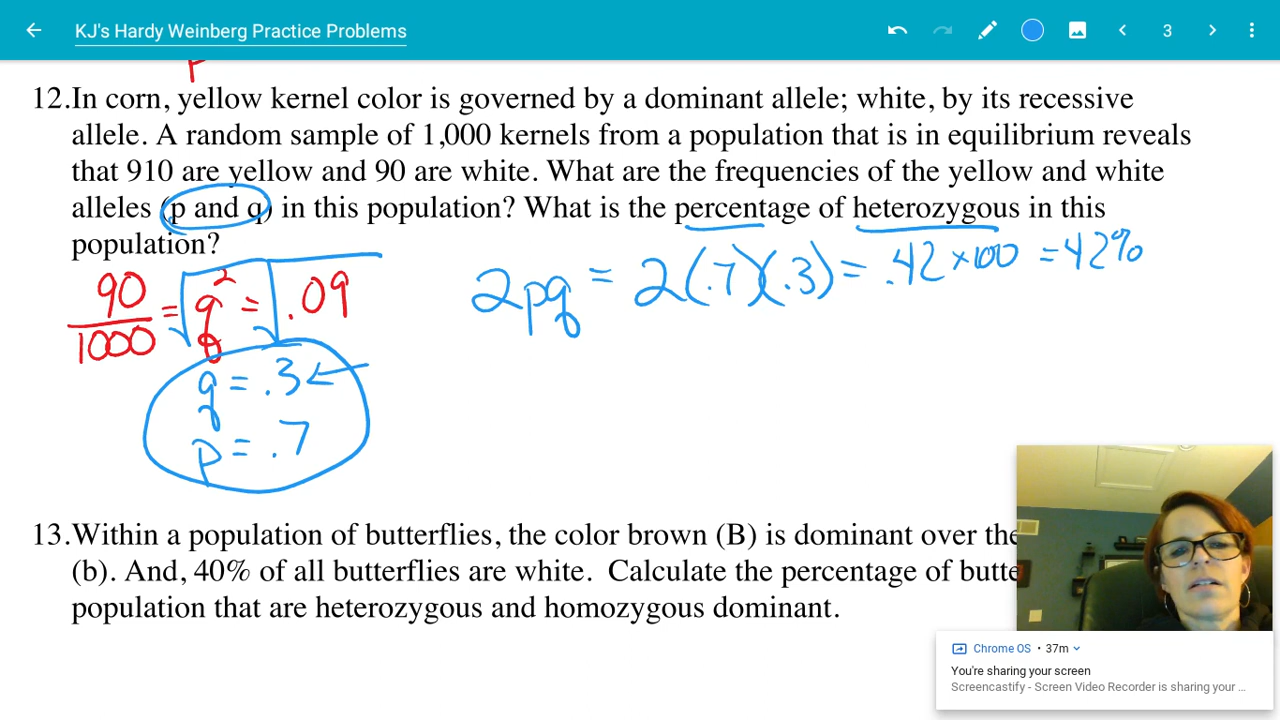 KJ's Hardy Weinberg Practice Problems
3
p
12.In corn, yellow kernel color is governed by a dominant allele; white, by its recessive
allele. A random sample of 1,000 kernels from a population that is in equilibrium reveals
that 910 are yellow and 90 are white. What are the frequencies of the yellow and white
alleles (p and q) in this population? What is the percentage of heterozygous in this
population?
90/1000 = √q² = √.09
2pq = 2(.7)(.3) = .42 × 100 = 42%
q = .3 ←
p = .7
13.Within a population of butterflies, the color brown (B) is dominant over the
(b). And, 40% of all butterflies are white. Calculate the percentage of butte
population that are heterozygous and homozygous dominant.
Chrome OS • 37m
You're sharing your screen
Screencastify - Screen Video Recorder is sharing your ...